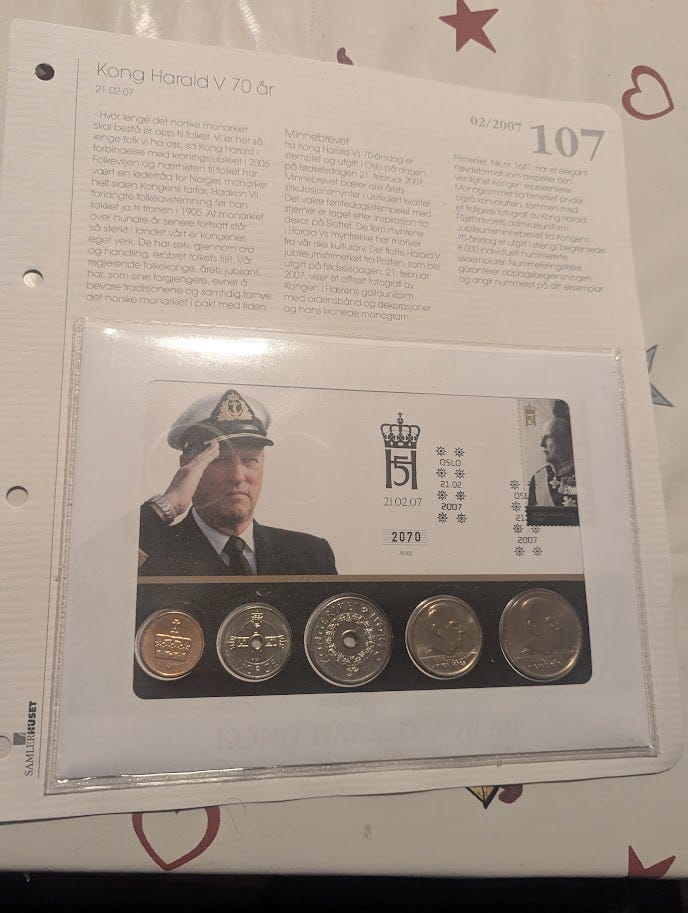 Kong Harald V 70 år
21.02.07
02/2007 107
- Hvor lenge det norske monarkiet
skal bestå er opp til folket. Vi er her så
lenge folk vil ha oss, sa Kong Harald i
forbindelse med kroningsjubileet i 2006.
Folkeviljen og nærheten til folket har
vært en ledetråd for Norges monarker
helt siden Kongens farfar, Haakon VII,
forlangte folkeavstemning før han
takket ja til tronen i 1905. At monarkiet
over hundre år senere fortsatt står
så sterkt i landet vårt er kongenes
eget verk. De har selv, gjennom ord
og handling, erobret folkets tillit. Vår
regjerende folkekonge, årets jubilant,
har, som sine forgjengere, evnet å
bevare tradisjonene og samtidig fornye
det norske monarkiet i pakt med tiden.
Minnebrevet
fra Kong Harald Vs 70-årsdag er
stemplet og utgitt i Oslo på dagen,
på fødselsdagen 21. februar 2007.
Minnebrevet bærer alle årets
sirkulasjonsmynter i usirkulert kvalitet.
Det vakre førstedagsstempelet med
stjerner er laget etter inspirasjon fra
dekor på Slottet. De fem myntene
i Harald Vs myntrekke har motiver
fra vår rike kulturarv. Det flotte Harald V
jubileumsfrimerket fra Posten, som ble
utgitt på fødselsdagen, 21. februar
2007, viser et foto av
Kongen i Hærens gallauniform
med ordensbånd og dekorasjoner
og hans kronede monogram.
Frimerket, NK nr. 1641, har et elegant
høydeformat som avspeiler den
verdighet Kongen representerer.
Monogrammet fra frimerket pryder
også konvolutten, sammen med
et tidligere fotografi av Kong Harald
i Sjøforsvarets admiralsuniform.
Jubileumsminnebrevet fra Kongens
70-årsdag er utgitt i strengt begrensede
8.000 individuelt nummererte
eksemplarer. Nummereringsfeltet
garanterer opplagsbegrensningen
og angir nummeret på ditt eksemplar.
H5
21.02.07
2070
/8.000
OSLO
21.02
2007
OSL
21
2007
NORGE
SAMLERHUSET